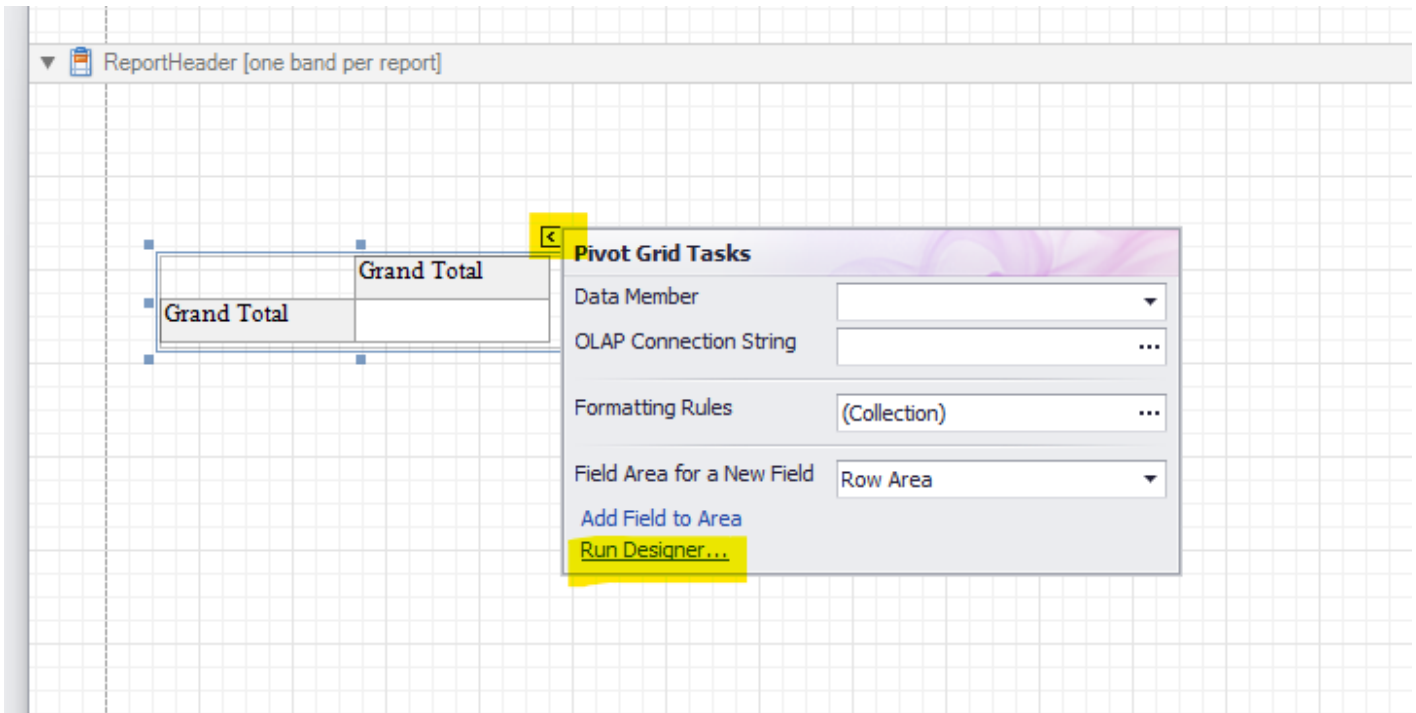 ReportHeader [one band per report]
Grand Total
Grand Total
Pivot Grid Tasks
Data Member
OLAP Connection String
Formatting Rules (Collection)
Field Area for a New Field Row Area
Add Field to Area
Run Designer...